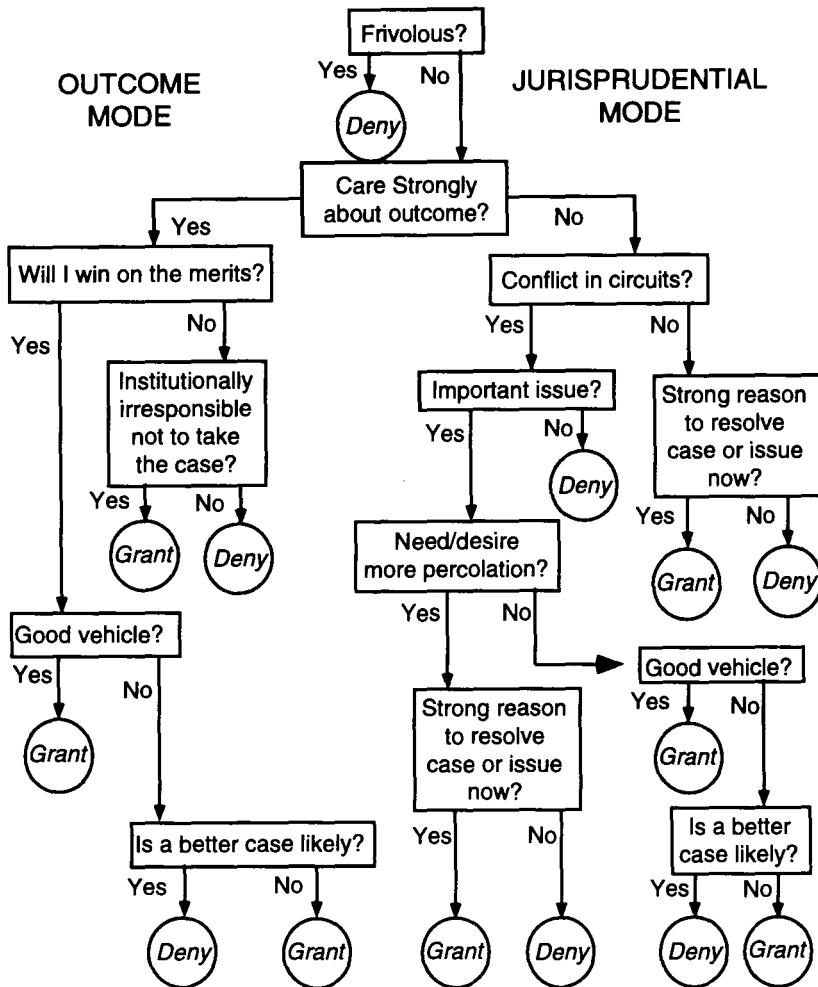 Frivolous?
Yes
No
OUTCOME
MODE
JURISPRUDENTIAL
MODE
Deny
Care Strongly
about outcome?
Yes
No
Will I win on the merits?
Conflict in circuits?
Yes
No
Yes
No
Institutionally
irresponsible
not to take
the case?
Important issue?
Strong reason
to resolve
case or issue
now?
Yes
No
Deny
Yes
No
Grant
Deny
Yes
No
Grant
Deny
Need/desire
more percolation?
Yes
No
Good vehicle?
Yes
No
Grant
Good vehicle?
Yes
No
Grant
Strong reason
to resolve
case or issue
now?
Is a better case likely?
Yes
No
Deny
Grant
Yes
No
Grant
Deny
Is a better
case likely?
Yes
No
Deny
Grant